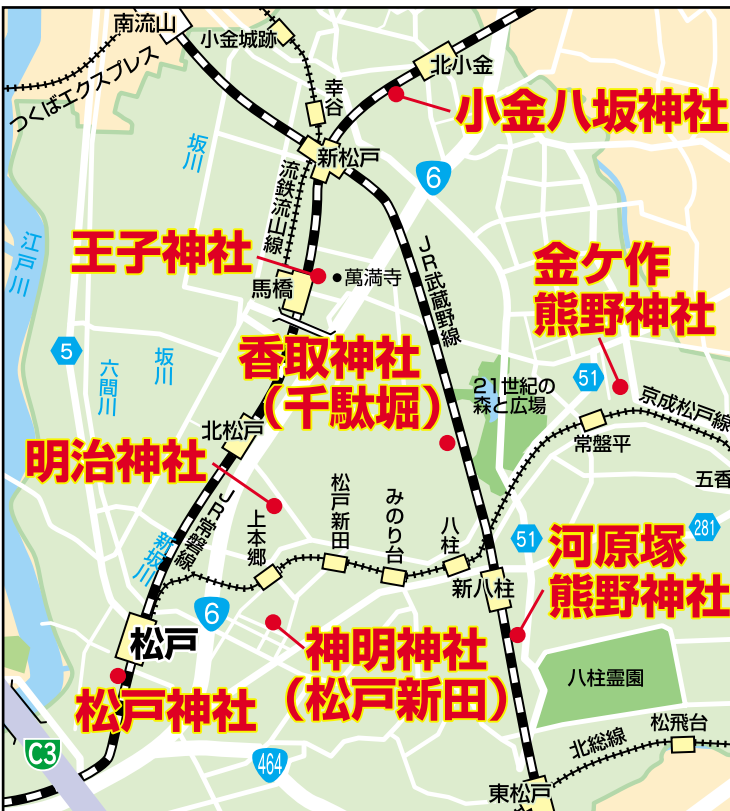 南流山
小金城跡
つくばエクスプレス
北小金
幸谷
小金八坂神社
坂川
新松戸
6
流鉄流山線
江戸川
王子神社
JR武蔵野線
金ケ作
熊野神社
馬橋
萬満寺
5
六間川
坂川
香取神社
（千駄堀）
21世紀の
森と広場
51
京成松戸線
北松戸
常盤平
明治神社
五香
JR常磐線
上本郷
松戸新田
みのり台
八柱
51
河原塚
熊野神社
281
新坂川
新八柱
6
松戸
神明神社
（松戸新田）
八柱霊園
松戸神社
C3
464
北総線
松飛台
東松戸